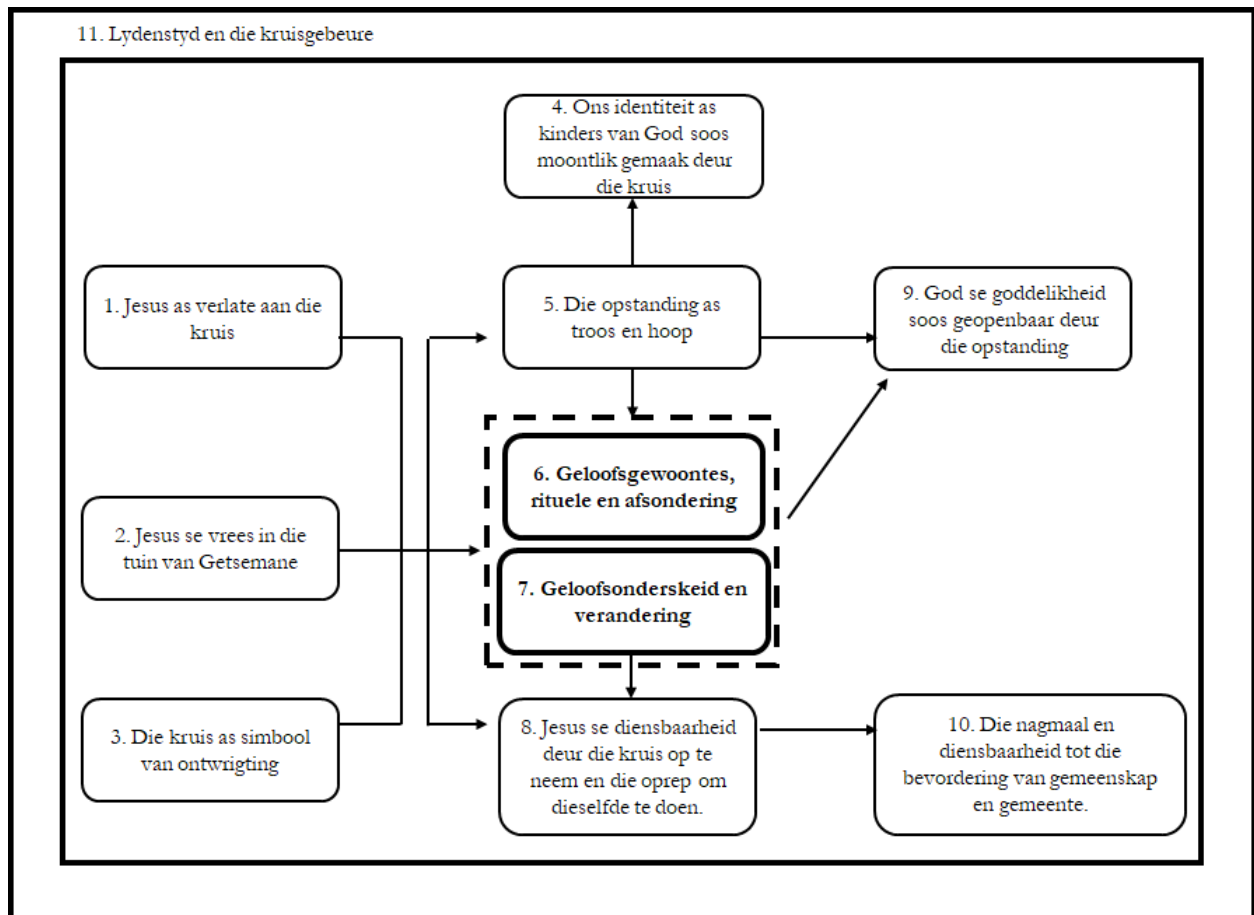 11. Lydenstyd en die kruisgebeure
4. Ons identiteit as
kinders van God soos
moontlik gemaak deur
die kruis
1. Jesus as verlate aan die
kruis
5. Die opstanding as
troos en hoop
9. God se goddelikheid
soos geopenbaar deur
die opstanding
2. Jesus se vrees in die
tuin van Getsemane
6. Geloofsgewoontes,
rituele en afsondering
7. Geloofsonderskeid en
verandering
3. Die kruis as simbool
van ontwrigting
8. Jesus se diensbaarheid
deur die kruis op te
neem en die oprep om
dieselfde te doen.
10. Die nagmaal en
diensbaarheid tot die
bevordering van gemeenskap
en gemeente.